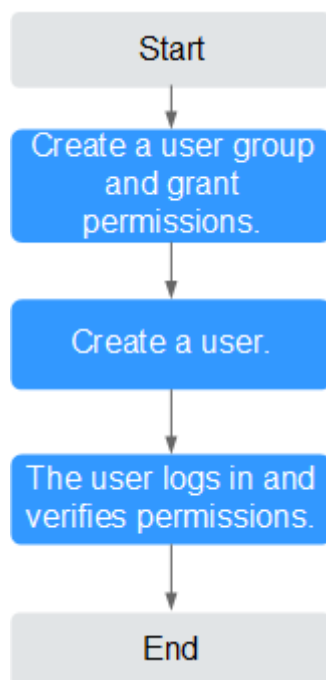 Start
Create a user group
and grant
permissions.
Create a user.
The user logs in and
verifies permissions.
End